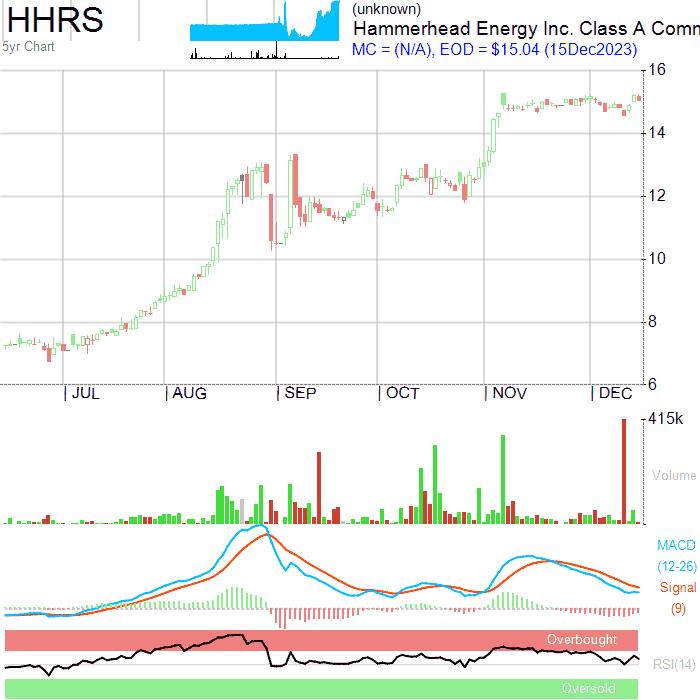 HHRS
5yr Chart
(unknown)
Hammerhead Energy Inc. Class A Comn
MC = (N/A), EOD = $15.04 (15Dec2023)
16
14
12
10
8
6
JUL AUG SEP OCT NOV DEC
415k
Volume
MACD
(12-26)
Signal
(9)
Overbought
RSI(14)
Oversold